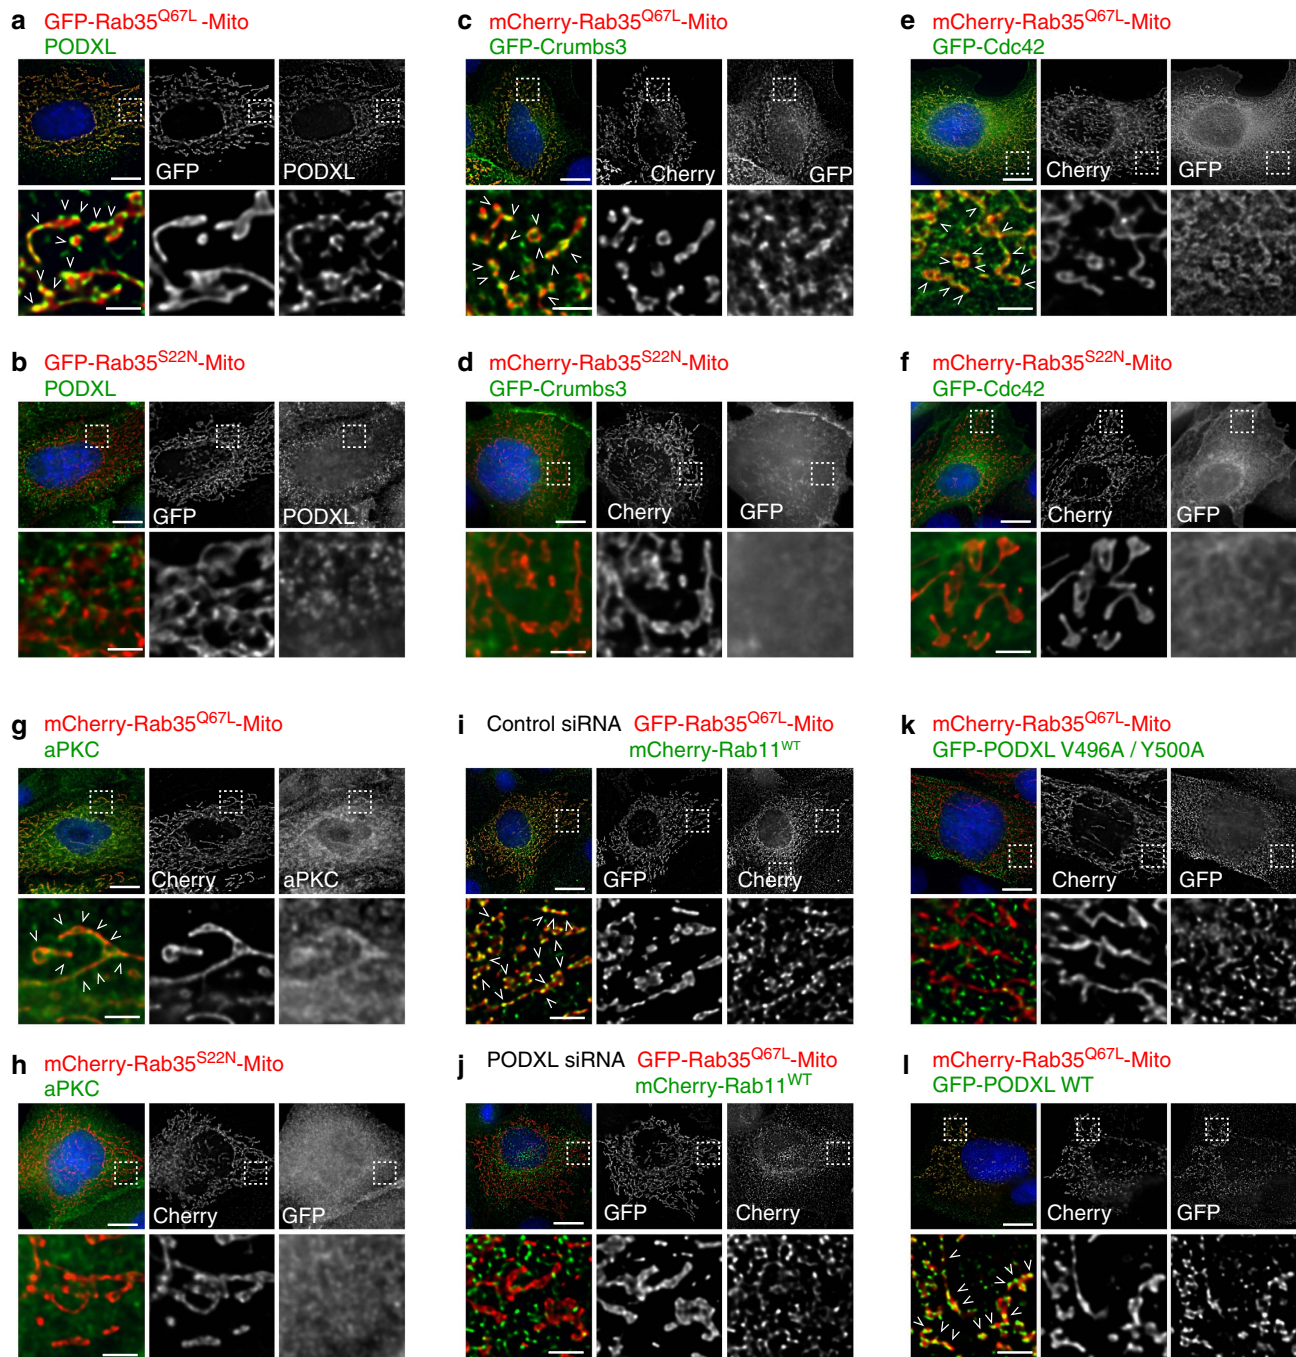 a GFP-Rab35Q67L -Mito
PODXL
GFP
PODXL
c mCherry-Rab35Q67L-Mito
GFP-Crumbs3
Cherry
GFP
e mCherry-Rab35Q67L-Mito
GFP-Cdc42
Cherry
GFP
b GFP-Rab35S22N-Mito
PODXL
GFP
PODXL
d mCherry-Rab35S22N-Mito
GFP-Crumbs3
Cherry
GFP
f mCherry-Rab35S22N-Mito
GFP-Cdc42
Cherry
GFP
g mCherry-Rab35Q67L-Mito
aPKC
Cherry
aPKC
i Control siRNA GFP-Rab35Q67L-Mito
mCherry-Rab11WT
GFP
Cherry
k mCherry-Rab35Q67L-Mito
GFP-PODXL V496A / Y500A
Cherry
GFP
h mCherry-Rab35S22N-Mito
aPKC
Cherry
GFP
j PODXL siRNA GFP-Rab35Q67L-Mito
mCherry-Rab11WT
GFP
Cherry
l mCherry-Rab35Q67L-Mito
GFP-PODXL WT
Cherry
GFP